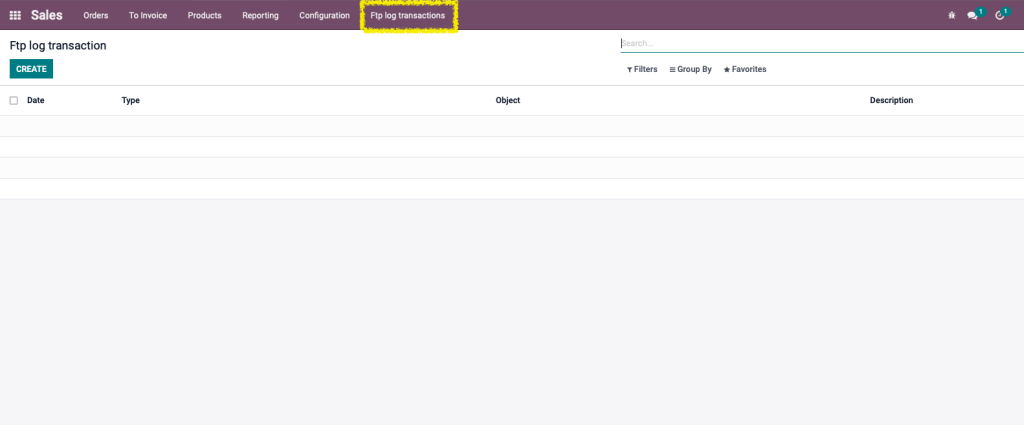 Sales Orders To Invoice Products Reporting Configuration Ftp log transactions 1 1
Ftp log transaction
Search...
CREATE
Filters Group By Favorites
Date Type Object Description